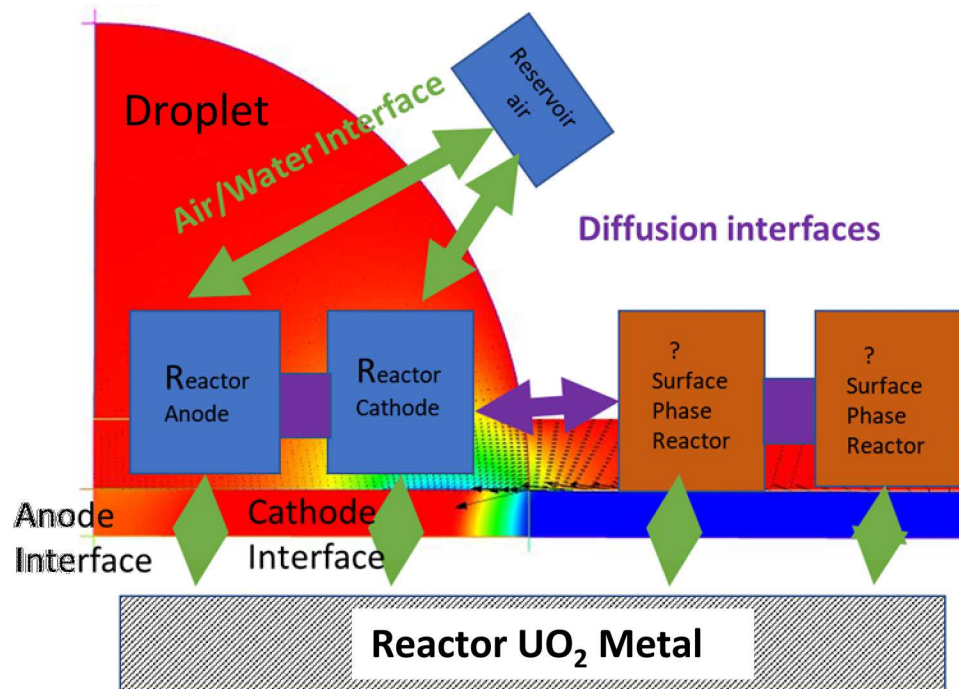 Droplet
Air/Water Interface
Reservoir
air
Diffusion interfaces
Reactor
Anode
Reactor
Cathode
?
Surface
Phase
Reactor
?
Surface
Phase
Reactor
Anode
Interface
Cathode
Interface
Reactor UO₂ Metal